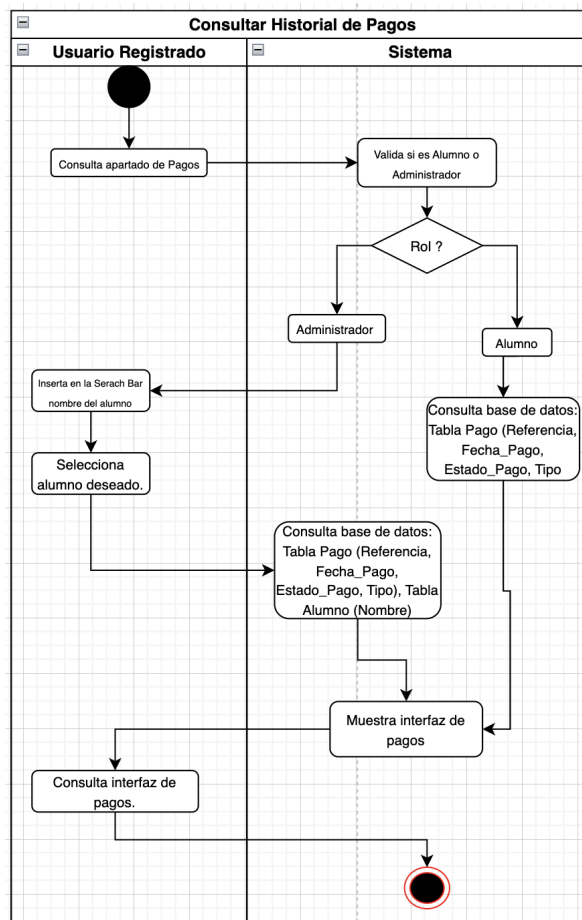 Consultar Historial de Pagos
Usuario Registrado
Sistema
Consulta apartado de Pagos
Valida si es Alumno o
Administrador
Rol ?
Administrador
Alumno
Inserta en la Serach Bar
nombre del alumno
Consulta base de datos:
Tabla Pago (Referencia,
Fecha_Pago,
Estado_Pago, Tipo
Selecciona
alumno deseado.
Consulta base de datos:
Tabla Pago (Referencia,
Fecha_Pago,
Estado_Pago, Tipo), Tabla
Alumno (Nombre)
Muestra interfaz de
pagos
Consulta interfaz de
pagos.